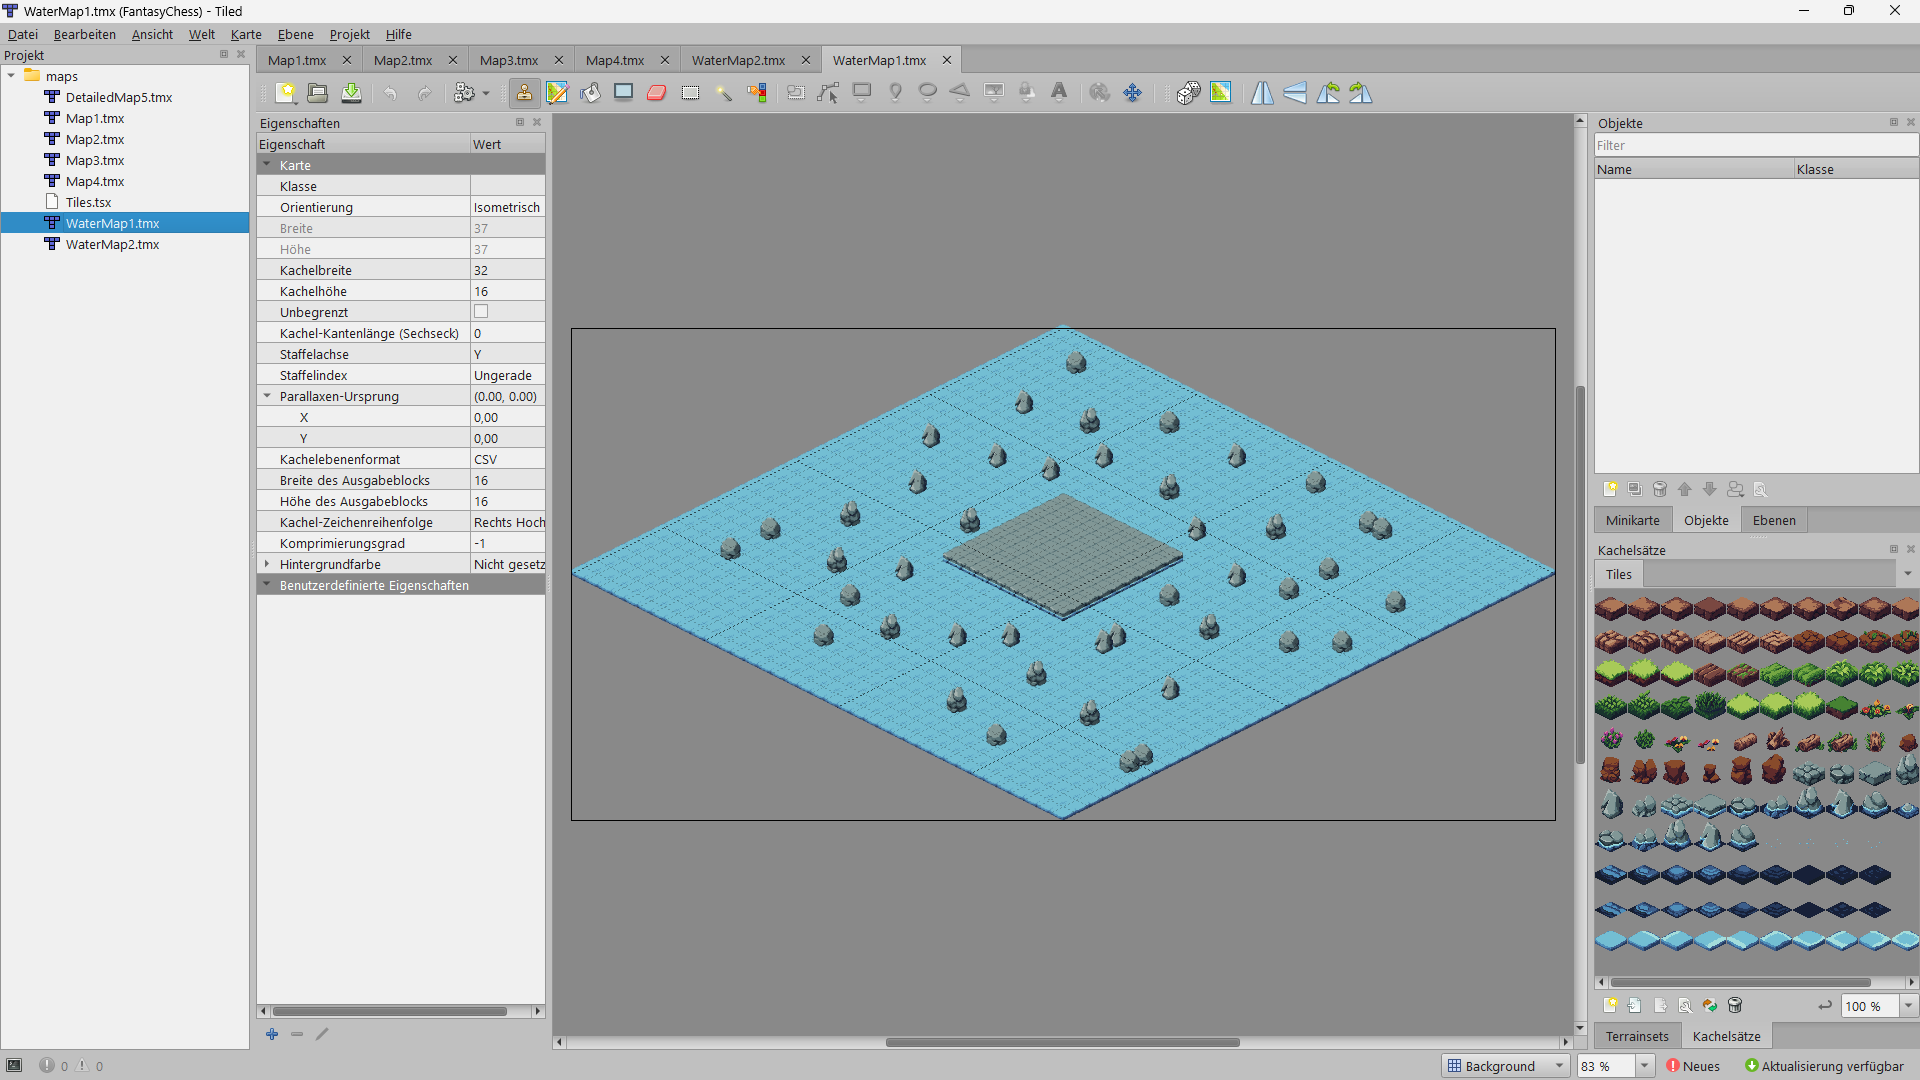 WaterMap1.tmx (FantasyChess) - Tiled
Datei Bearbeiten Ansicht Welt Karte Ebene Projekt Hilfe
Projekt
maps
DetailedMap5.tmx
Map1.tmx
Map2.tmx
Map3.tmx
Map4.tmx
Tiles.tsx
WaterMap1.tmx
WaterMap2.tmx
Map1.tmx Map2.tmx Map3.tmx Map4.tmx WaterMap2.tmx WaterMap1.tmx
Eigenschaften
Eigenschaft Wert
Karte
Klasse
Orientierung Isometrisch
Breite 37
Höhe 37
Kachelbreite 32
Kachelhöhe 16
Unbegrenzt
Kachel-Kantenlänge (Sechseck) 0
Staffelachse Y
Staffelindex Ungerade
Parallaxen-Ursprung (0.00, 0.00)
X 0,00
Y 0,00
Kachelebenenformat CSV
Breite des Ausgabeblocks 16
Höhe des Ausgabeblocks 16
Kachel-Zeichenreihenfolge Rechts Hoch
Komprimierungsgrad -1
Hintergrundfarbe Nicht gesetz
Benutzerdefinierte Eigenschaften
Objekte
Filter
Name Klasse
Minikarte Objekte Ebenen
Kachelsätze
Tiles
100 %
Terrainsets Kachelsätze
0 0
Background 83 % Neues Aktualisierung verfügbar